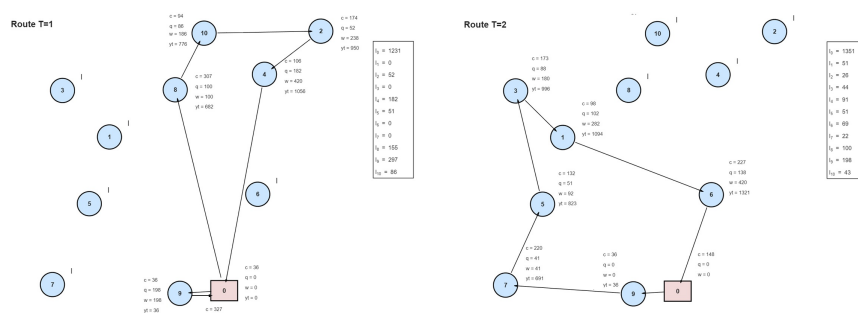 Route T=1
c = 94
q = 86
w = 186
yt = 776
10
c = 174
q = 52
w = 238
yt = 950
2
c = 106
q = 182
w = 420
yt = 1056
4
c = 307
q = 100
w = 100
yt = 682
8
3
l
1
l
5
l
6
l
7
l
c = 36
q = 198
w = 198
yt = 36
9
c = 36
q = 0
w = 0
yt = 0
0
c = 327
I₀ = 1231
I₁ = 0
I₂ = 52
I₃ = 0
I₄ = 182
I₅ = 51
I₆ = 0
I₇ = 0
I₈ = 155
I₉ = 297
I₁₀ = 86
Route T=2
10
l
2
l
4
l
8
l
c = 173
q = 88
w = 180
yt = 996
3
c = 98
q = 102
w = 282
yt = 1094
1
c = 132
q = 51
w = 92
yt = 823
5
c = 227
q = 138
w = 420
yt = 1321
6
c = 220
q = 41
w = 41
yt = 691
7
c = 36
q = 0
w = 0
yt = 36
9
c = 148
q = 0
w = 0
0
I₀ = 1351
I₁ = 51
I₂ = 26
I₃ = 44
I₄ = 91
I₅ = 51
I₆ = 69
I₇ = 22
I₈ = 100
I₉ = 198
I₁₀ = 43